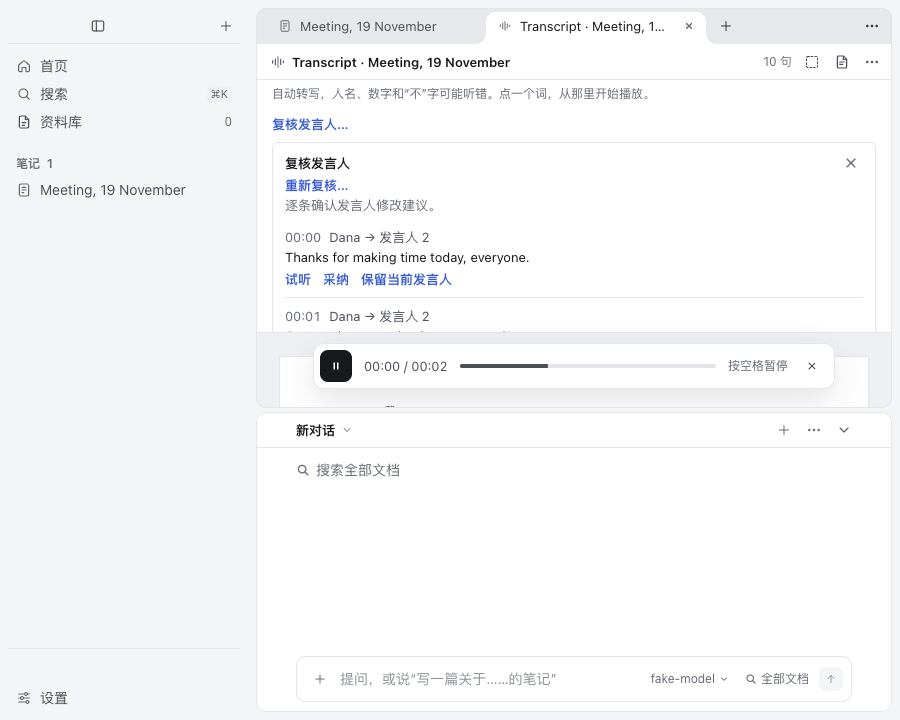 Meeting, 19 November
Transcript · Meeting, 1...
首页
搜索
⌘K
资料库
0
笔记 1
Meeting, 19 November
设置
Transcript · Meeting, 19 November
10 句
自动转写，人名、数字和“不”字可能听错。点一个词，从那里开始播放。
复核发言人...
复核发言人
重新复核...
逐条确认发言人修改建议。
00:00 Dana → 发言人 2
Thanks for making time today, everyone.
试听 采纳 保留当前发言人
00:01 Dana → 发言人 2
00:00 / 00:02
按空格暂停
新对话
搜索全部文档
提问，或说“写一篇关于……的笔记”
fake-model
全部文档